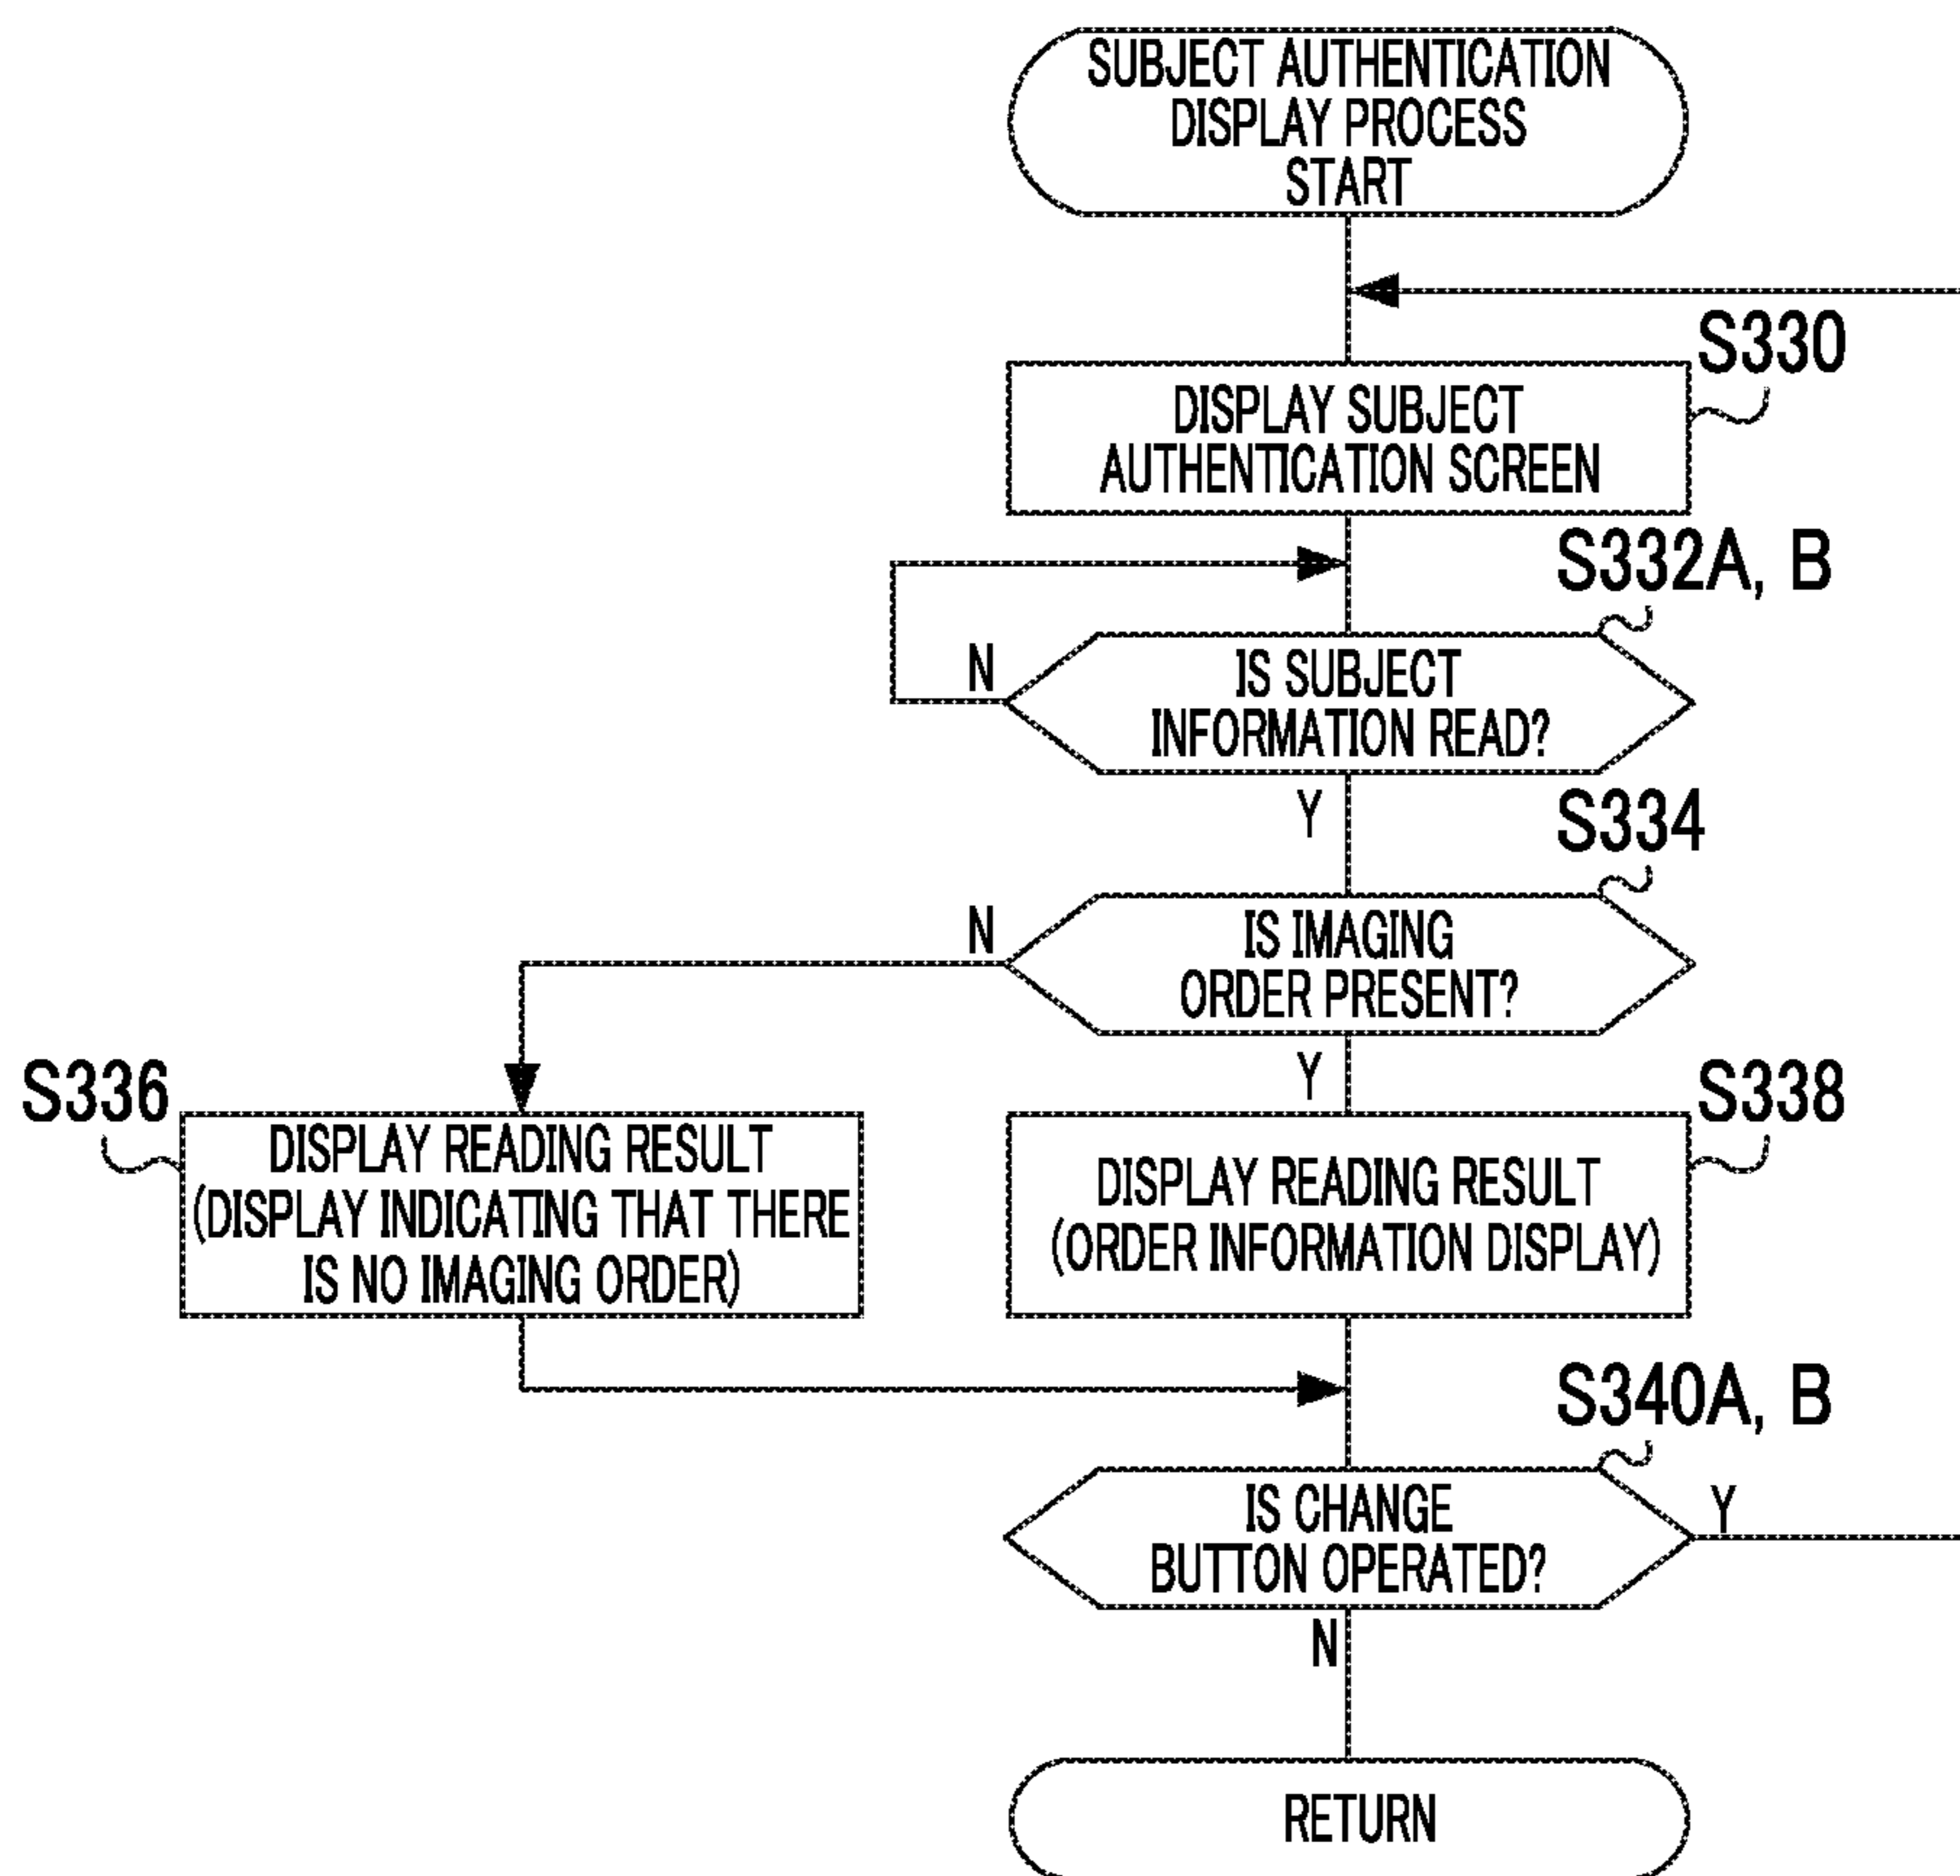 SUBJECT AUTHENTICATION
DISPLAY PROCESS
START
S330
DISPLAY SUBJECT
AUTHENTICATION SCREEN
S332A, B
N
IS SUBJECT
INFORMATION READ?
Y
S334
N
IS IMAGING
ORDER PRESENT?
Y
S336
DISPLAY READING RESULT
(DISPLAY INDICATING THAT THERE
IS NO IMAGING ORDER)
S338
DISPLAY READING RESULT
(ORDER INFORMATION DISPLAY)
S340A, B
IS CHANGE
BUTTON OPERATED?
Y
N
RETURN